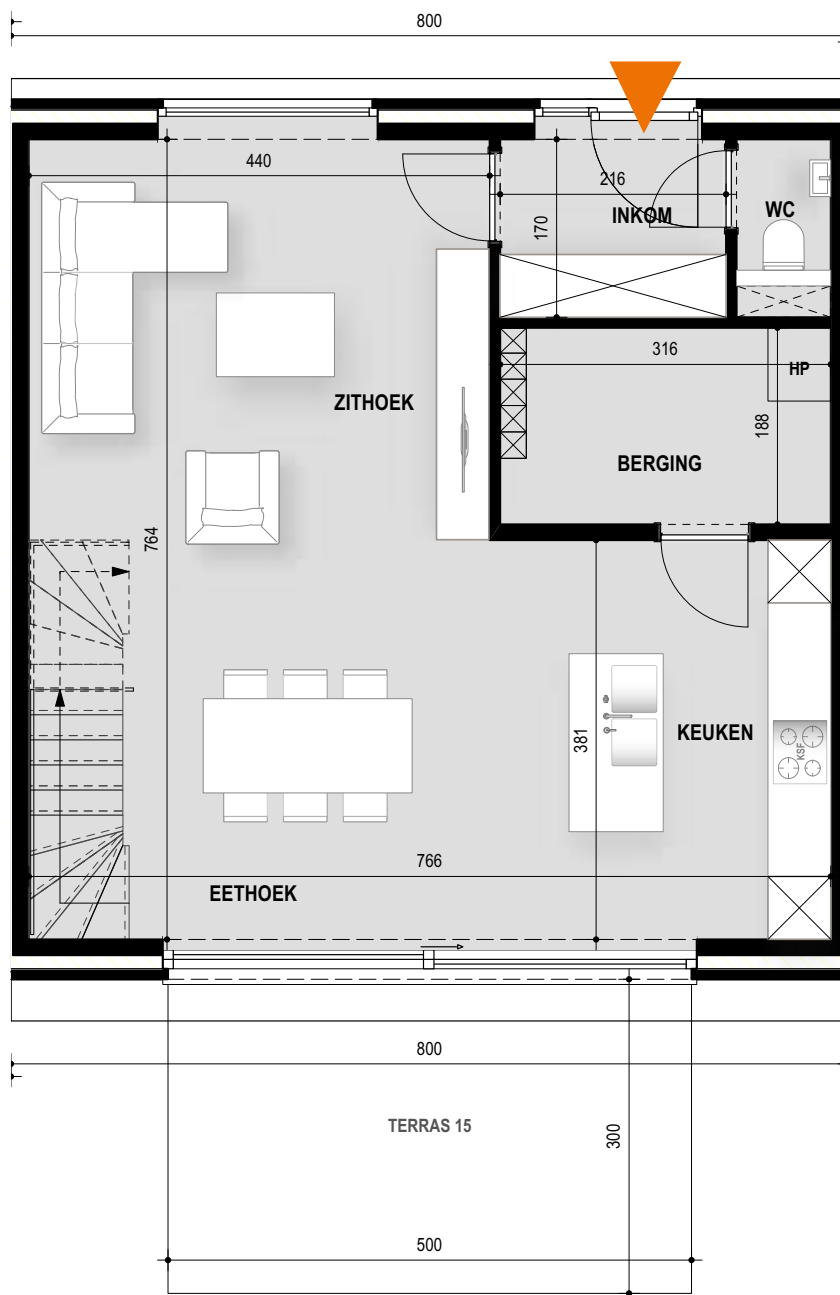 800
440
216
INKOM
WC
170
316
HP
ZITHOEK
188
BERGING
764
381
KEUKEN
KSF
766
EETHOEK
800
TERRAS 15
300
500